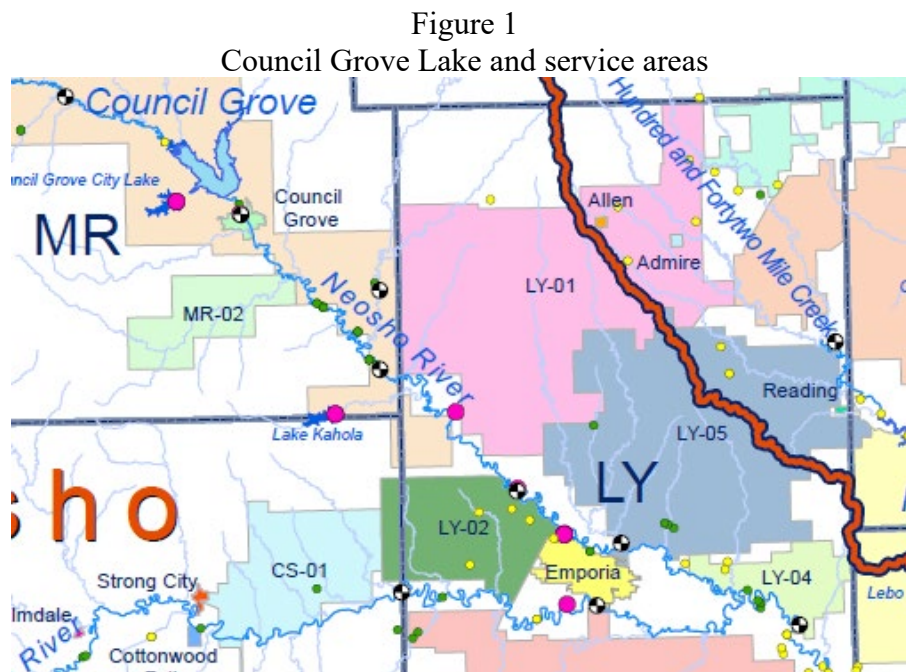 Figure 1
Council Grove Lake and service areas
Council Grove
Hundred and Fortytwo Mile Creek
ncil Grove City Lake
Council
Grove
MR
Allen
Admire
LY-01
MR-02
Neosho River
Reading
Lake Kahola
LY-05
LY
sho
LY-02
CS-01
Emporia
LY-04
Strong City
lmdale
Lebo
River
Cottonwood